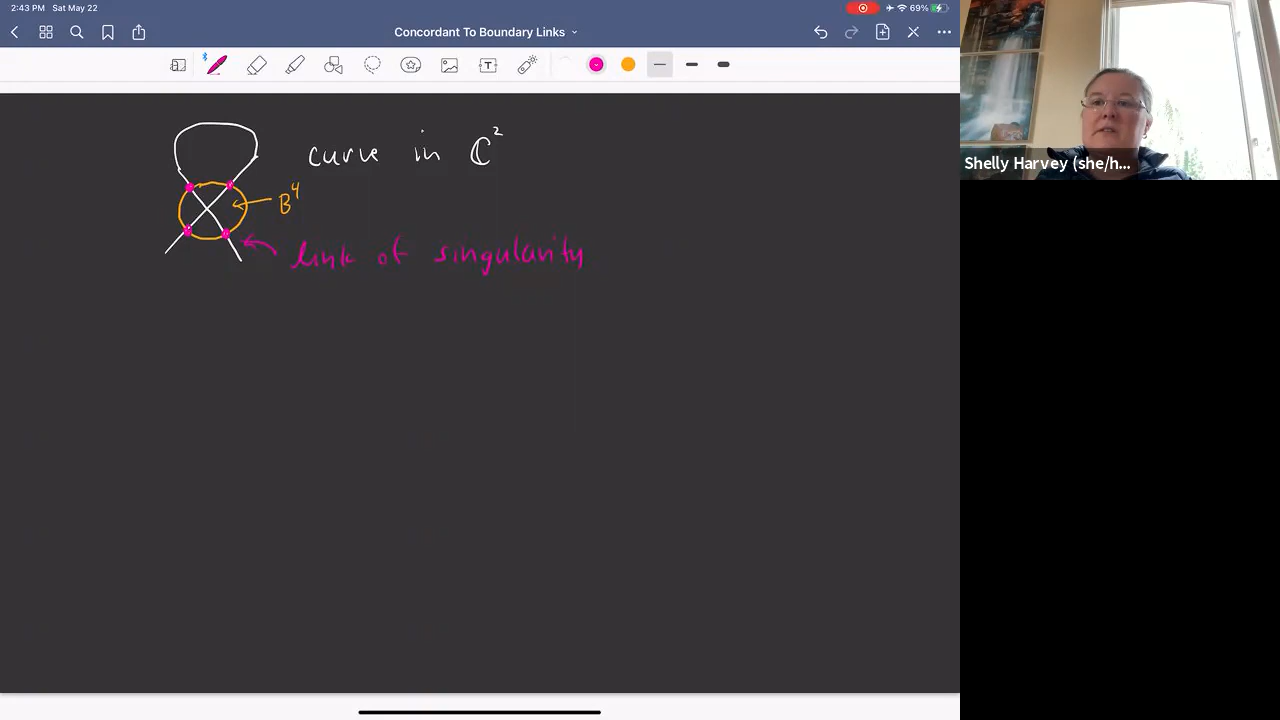 2:43 PM Sat May 22
69%
Concordant To Boundary Links
T
curve in ℂ²
B⁴
link of singularity
Shelly Harvey (she/h...